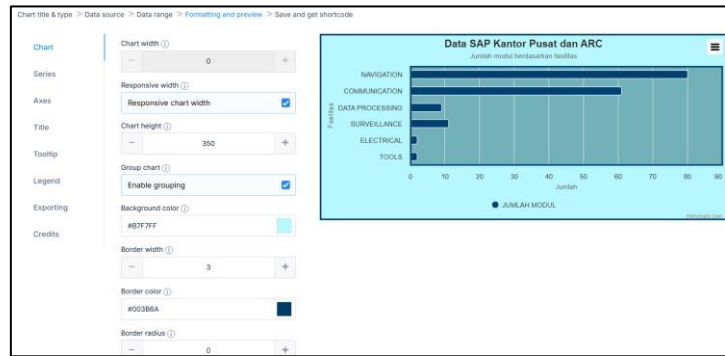 Chart title & type > Data source > Data range > Formatting and preview > Save and get shortcode
Chart
Series
Axes
Title
Tooltip
Legend
Exporting
Credits
Chart width
0
Responsive width
Responsive chart width
Chart height
350
Group chart
Enable grouping
Background color
#B7F7FF
Border width
3
Border color
#003B6A
Border radius
0
Data SAP Kantor Pusat dan ARC
Jumlah modul berdasarkan fasilitas
Fasilitas
NAVIGATION
COMMUNICATION
DATA PROCESSING
SURVEILLANCE
ELECTRICAL
TOOLS
0 10 20 30 40 50 60 70 80 90
Jumlah
JUMLAH MODUL